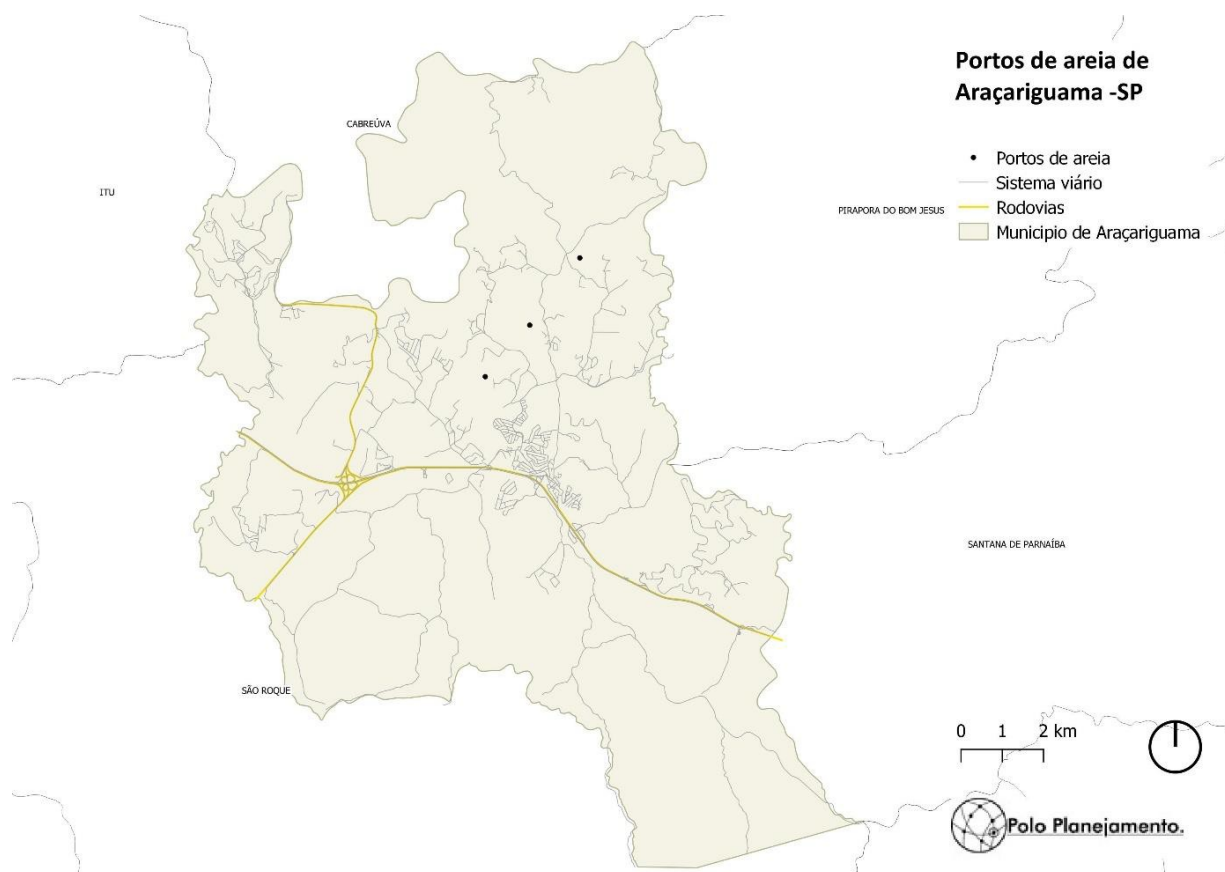 Portos de areia de
Araçariguama -SP
Portos de areia
Sistema viário
Rodovias
Municipio de Araçariguama
CABREÚVA
ITU
PIRAPORA DO BOM JESUS
SANTANA DE PARNAÍBA
SÃO ROQUE
0 1 2 km
Polo Planejamento.